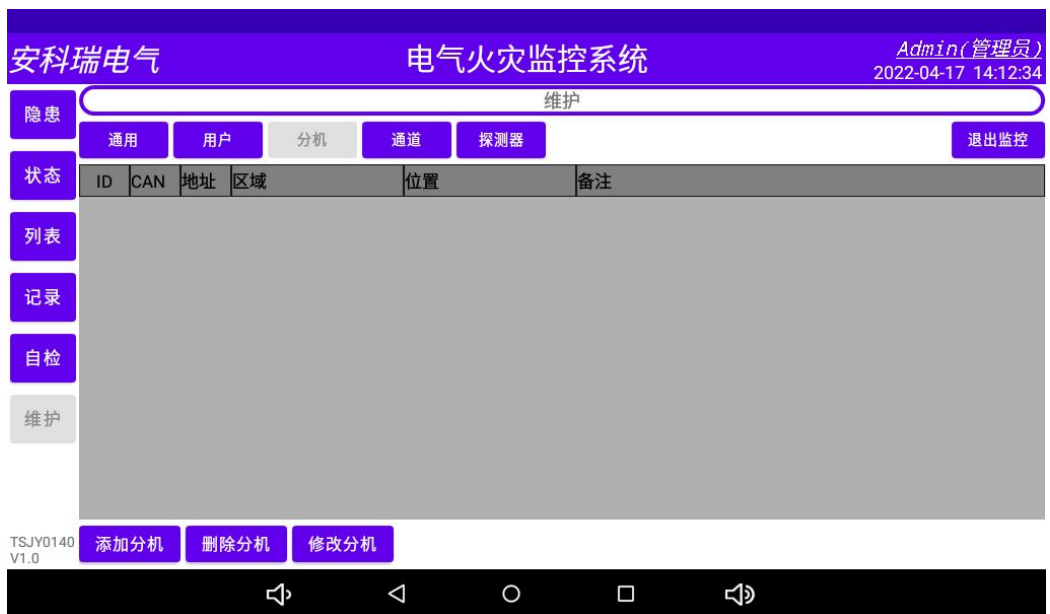 安科瑞电气
电气火灾监控系统
Admin(管理员)
2022-04-17 14:12:34
维护
隐患
状态
列表
记录
自检
维护
通用 用户 分机 通道 探测器 退出监控
ID CAN 地址 区域 位置 备注
TSJY0140
V1.0
添加分机 删除分机 修改分机